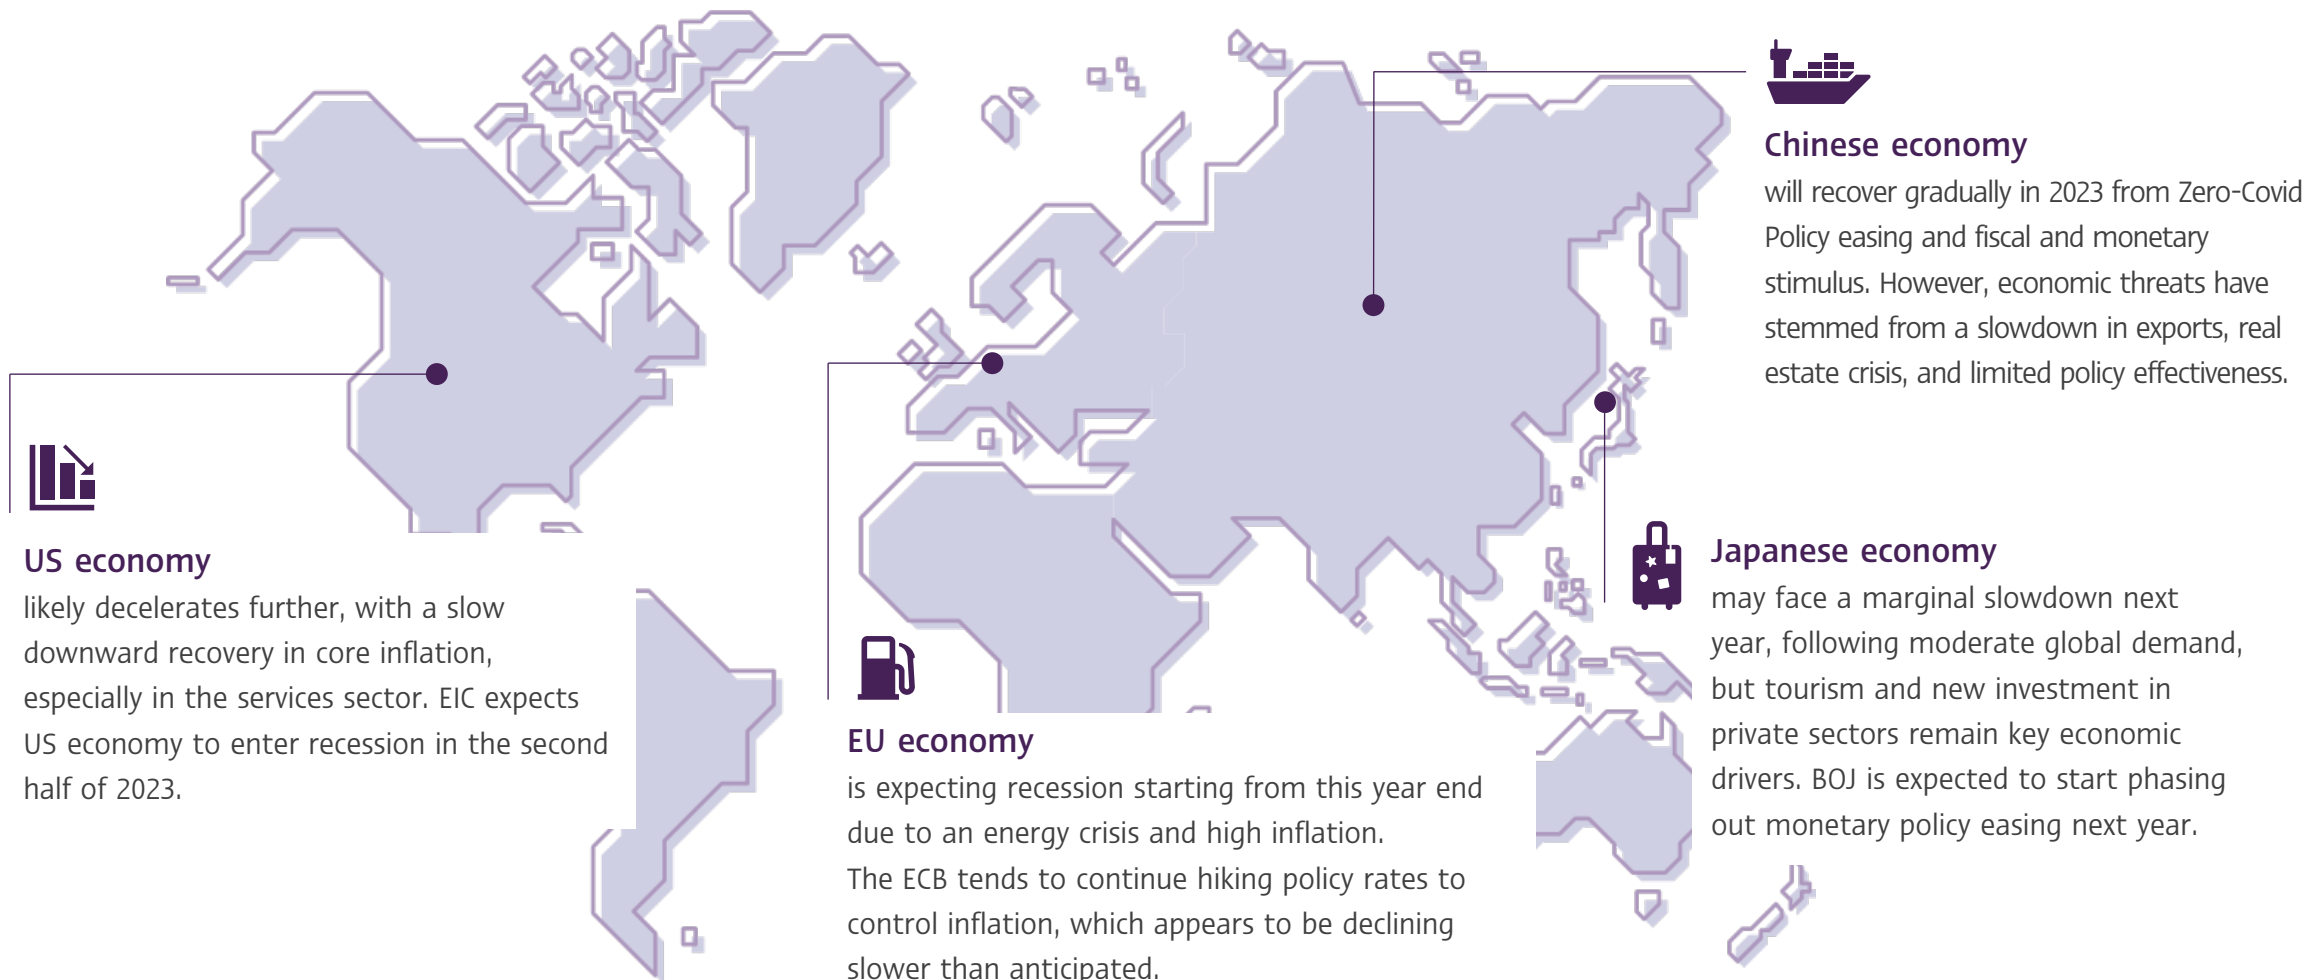 Chinese economy
will recover gradually in 2023 from Zero-Covid
Policy easing and fiscal and monetary
stimulus. However, economic threats have
stemmed from a slowdown in exports, real
estate crisis, and limited policy effectiveness.
US economy
likely decelerates further, with a slow
downward recovery in core inflation,
especially in the services sector. EIC expects
US economy to enter recession in the second
half of 2023.
Japanese economy
may face a marginal slowdown next
year, following moderate global demand,
but tourism and new investment in
private sectors remain key economic
drivers. BOJ is expected to start phasing
out monetary policy easing next year.
EU economy
is expecting recession starting from this year end
due to an energy crisis and high inflation.
The ECB tends to continue hiking policy rates to
control inflation, which appears to be declining
slower than anticipated.